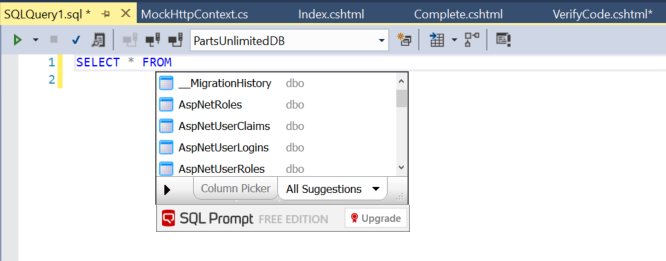 SQLQuery1.sql * MockHttpContext.cs Index.cshtml Complete.cshtml VerifyCode.cshtml*
PartsUnlimitedDB
1 SELECT * FROM
2
__MigrationHistory dbo
AspNetRoles dbo
AspNetUserClaims dbo
AspNetUserLogins dbo
AspNetUserRoles dbo
Column Picker All Suggestions
SQL Prompt FREE EDITION Upgrade